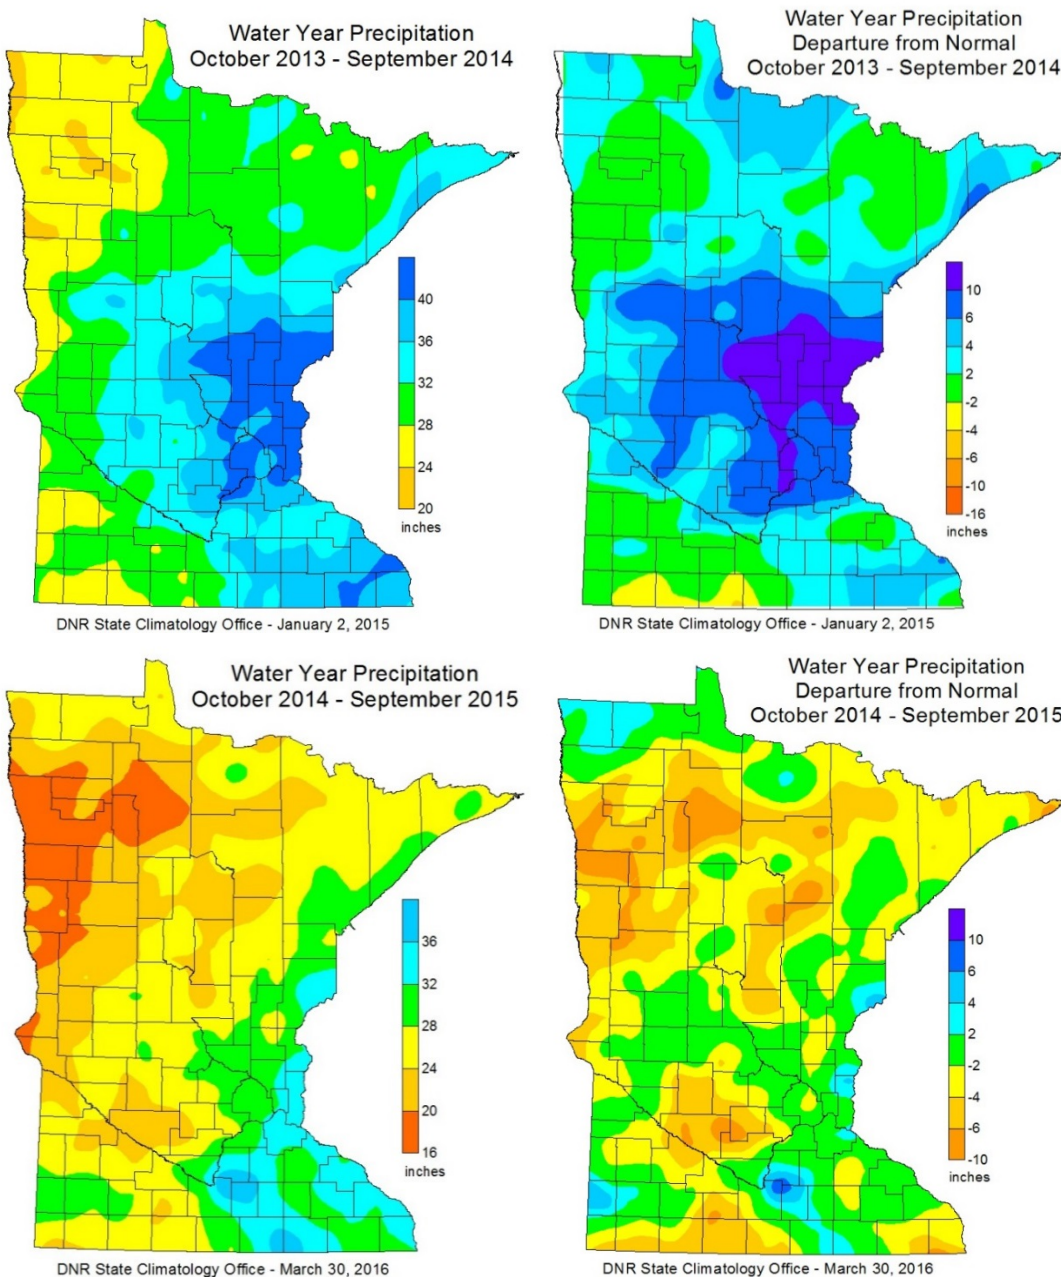 Water Year Precipitation
October 2013 - September 2014
40
36
32
28
24
20
inches
DNR State Climatology Office - January 2, 2015
Water Year Precipitation
Departure from Normal
October 2013 - September 2014
10
6
4
2
-2
-4
-6
-10
-16
inches
DNR State Climatology Office - January 2, 2015
Water Year Precipitation
October 2014 - September 2015
36
32
28
24
20
16
inches
DNR State Climatology Office - March 30, 2016
Water Year Precipitation
Departure from Normal
October 2014 - September 2015
10
6
4
2
-2
-4
-6
-10
inches
DNR State Climatology Office - March 30, 2016